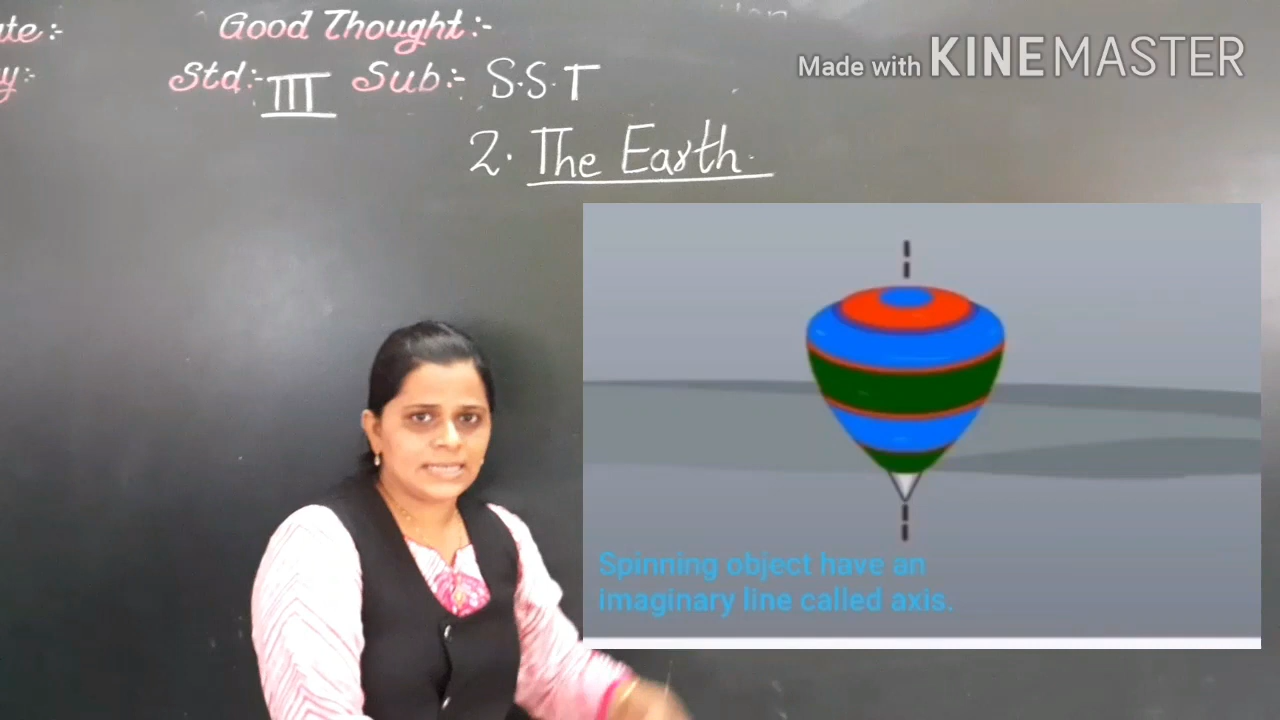 Good Thought:-
Made with KINEMASTER
Std:- III Sub:- S.S.T
2. The Earth.
Spinning object have an
imaginary line called axis.